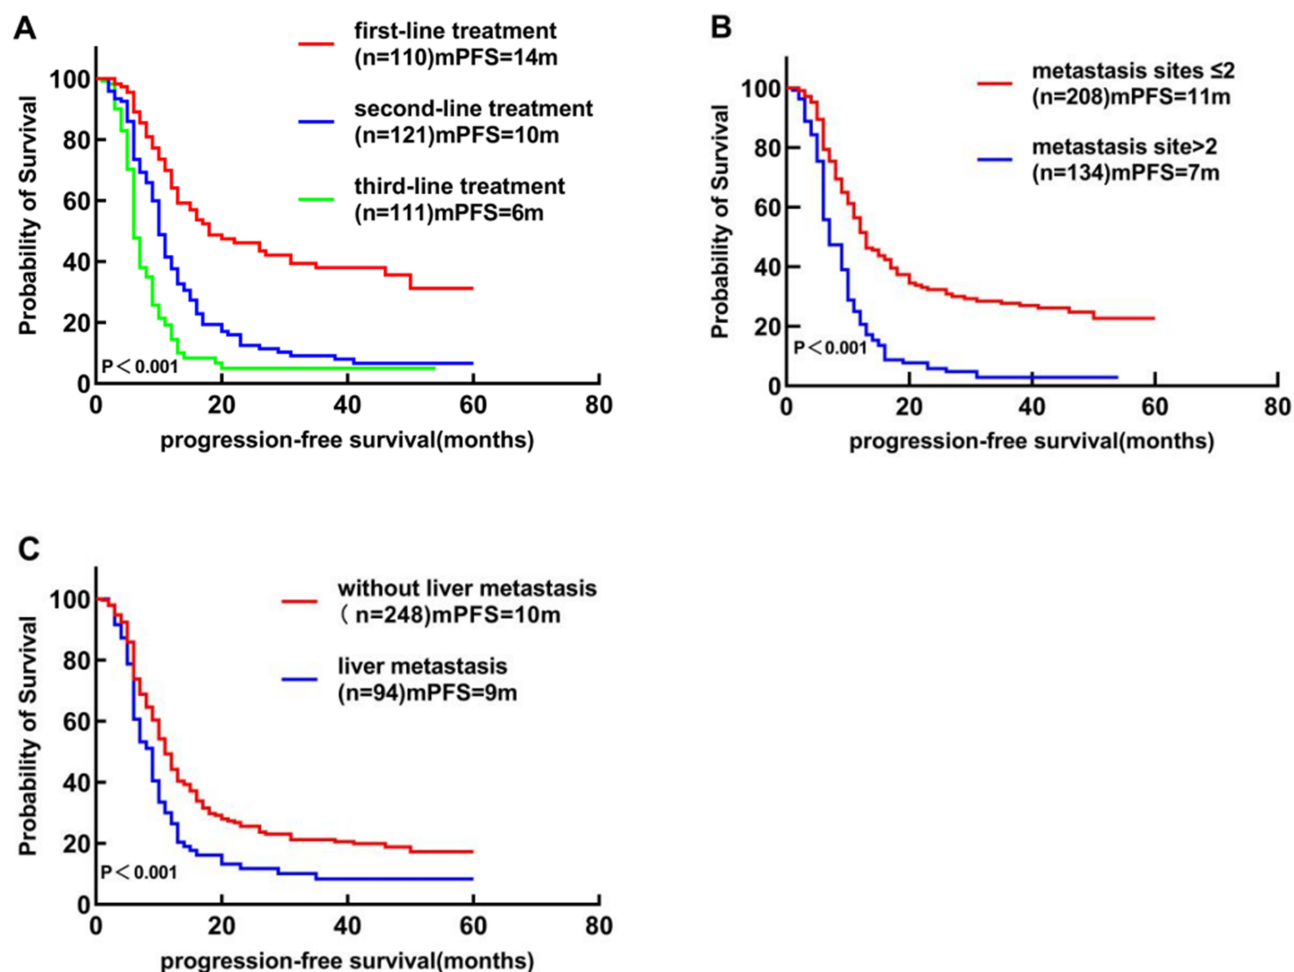 A
first-line treatment
(n=110)mPFS=14m
second-line treatment
(n=121)mPFS=10m
third-line treatment
(n=111)mPFS=6m
Probability of Survival
100
80
60
40
20
0
P<0.001
0 20 40 60 80
progression-free survival(months)
B
metastasis sites ≤2
(n=208)mPFS=11m
metastasis site>2
(n=134)mPFS=7m
Probability of Survival
100
80
60
40
20
0
P<0.001
0 20 40 60 80
progression-free survival(months)
C
without liver metastasis
( n=248)mPFS=10m
liver metastasis
(n=94)mPFS=9m
Probability of Survival
100
80
60
40
20
0
P<0.001
0 20 40 60 80
progression-free survival(months)